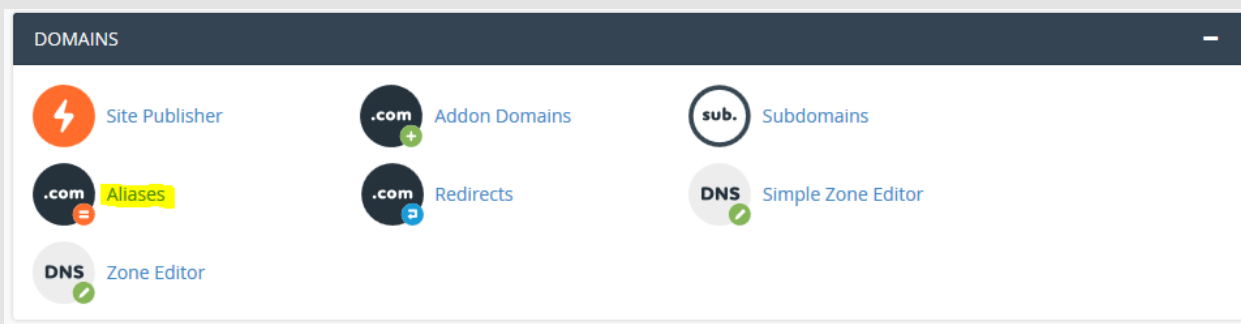 DOMAINS
Site Publisher
.com
Addon Domains
sub.
Subdomains
.com
Aliases
.com
Redirects
DNS
Simple Zone Editor
DNS
Zone Editor